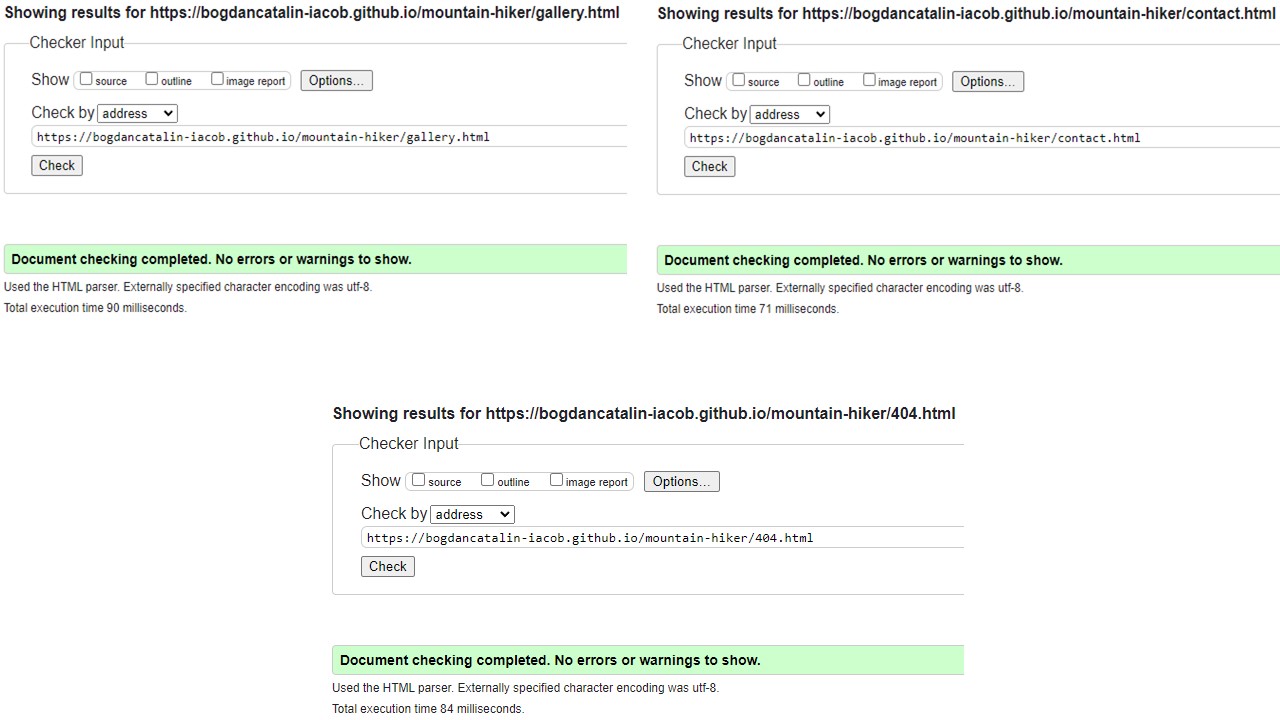 Showing results for https://bogdancatalin-iacob.github.io/mountain-hiker/gallery.html
Checker Input
Show source outline image report Options...
Check by address
https://bogdancatalin-iacob.github.io/mountain-hiker/gallery.html
Check
Document checking completed. No errors or warnings to show.
Used the HTML parser. Externally specified character encoding was utf-8.
Total execution time 90 milliseconds.
Showing results for https://bogdancatalin-iacob.github.io/mountain-hiker/contact.html
Checker Input
Show source outline image report Options...
Check by address
https://bogdancatalin-iacob.github.io/mountain-hiker/contact.html
Check
Document checking completed. No errors or warnings to show.
Used the HTML parser. Externally specified character encoding was utf-8.
Total execution time 71 milliseconds.
Showing results for https://bogdancatalin-iacob.github.io/mountain-hiker/404.html
Checker Input
Show source outline image report Options...
Check by address
https://bogdancatalin-iacob.github.io/mountain-hiker/404.html
Check
Document checking completed. No errors or warnings to show.
Used the HTML parser. Externally specified character encoding was utf-8.
Total execution time 84 milliseconds.